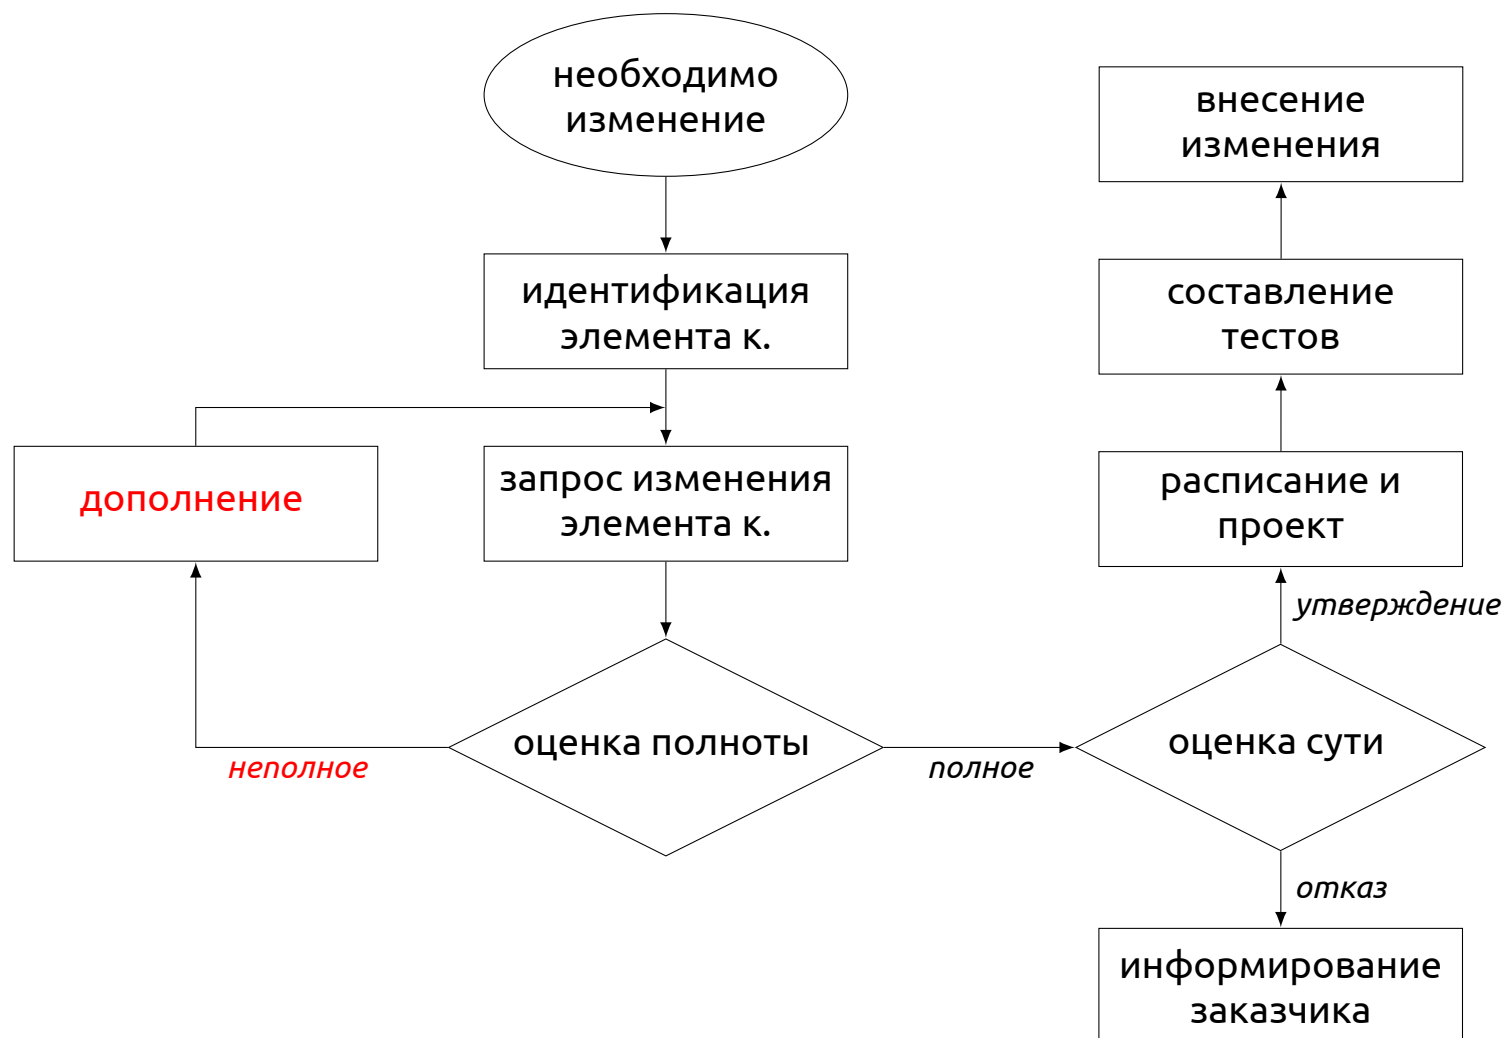 необходимо
изменение
идентификация
элемента к.
дополнение
запрос изменения
элемента к.
оценка полноты
неполное
полное
оценка сути
утверждение
расписание и
проект
составление
тестов
внесение
изменения
отказ
информирование
заказчика